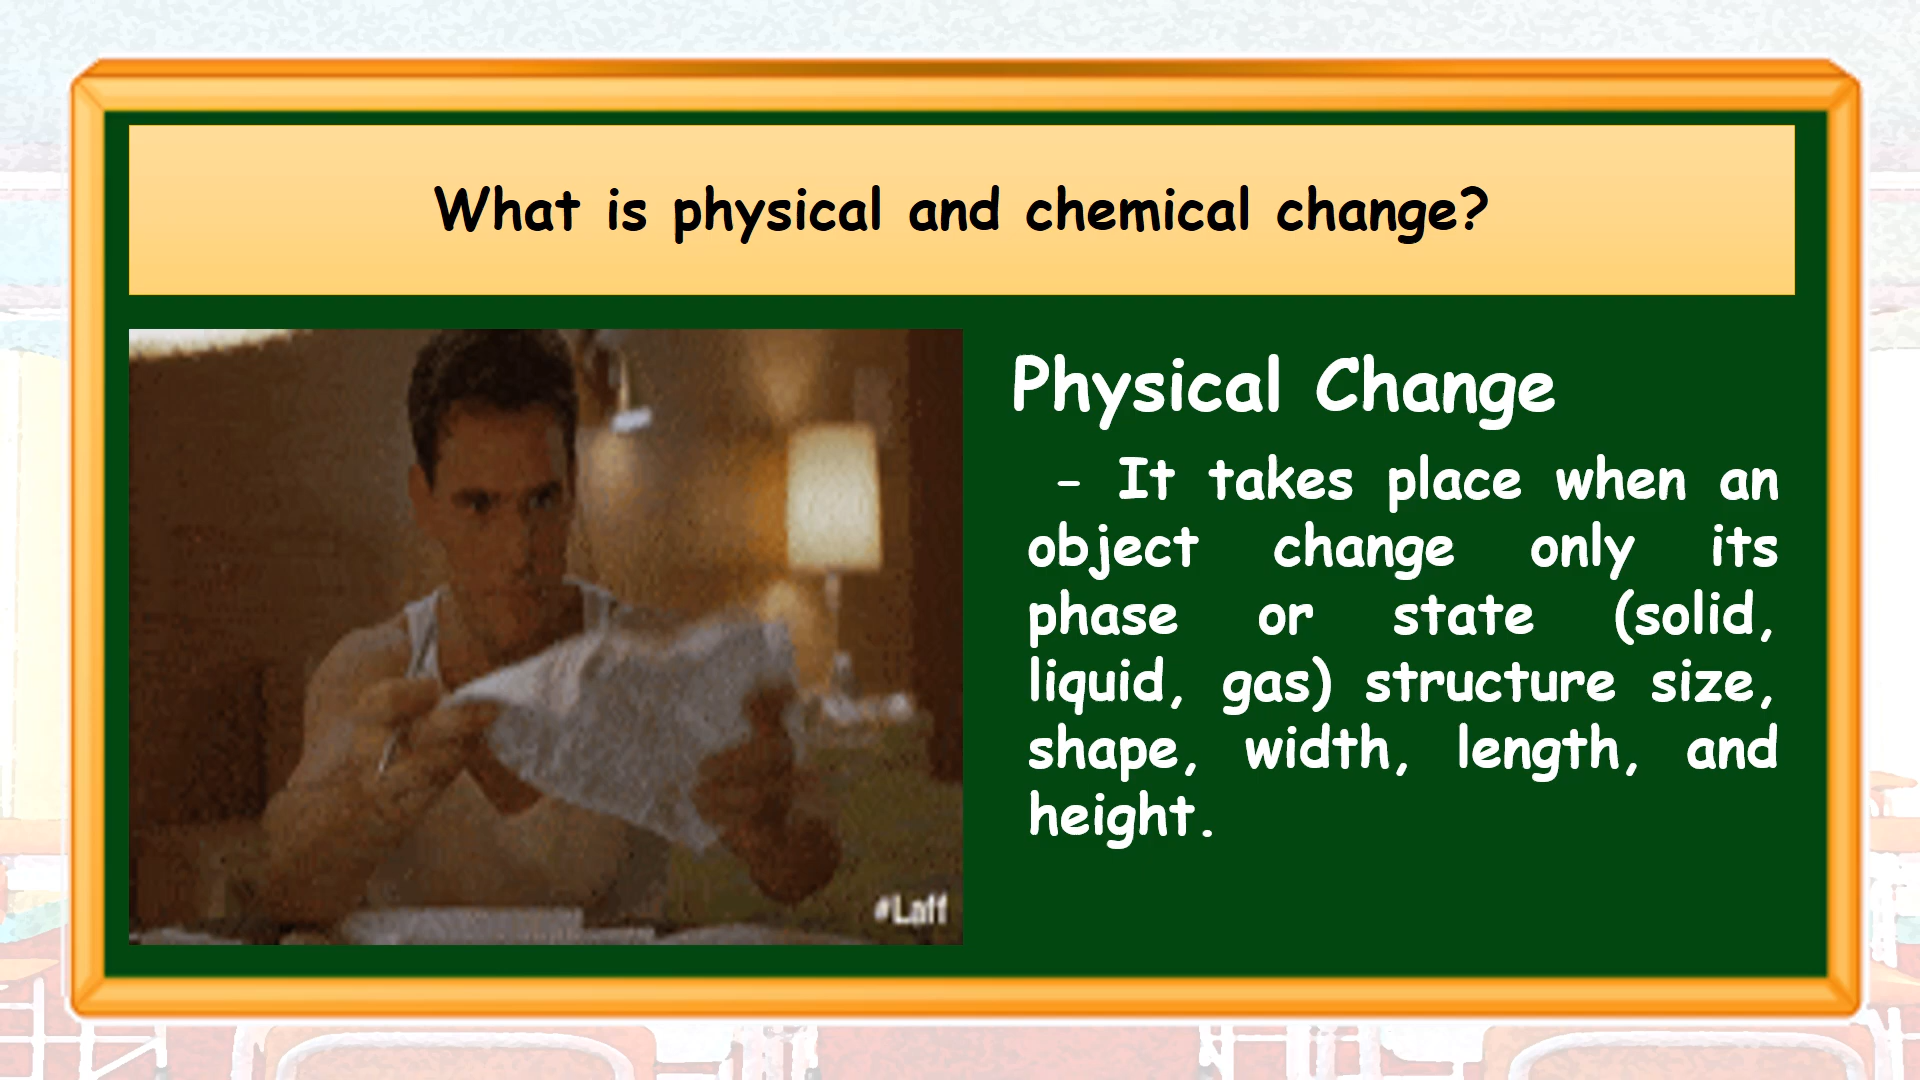 What is physical and chemical change?
Physical Change
- It takes place when an
object change only its
phase or state (solid,
liquid, gas) structure size,
shape, width, length, and
height.
#Laff